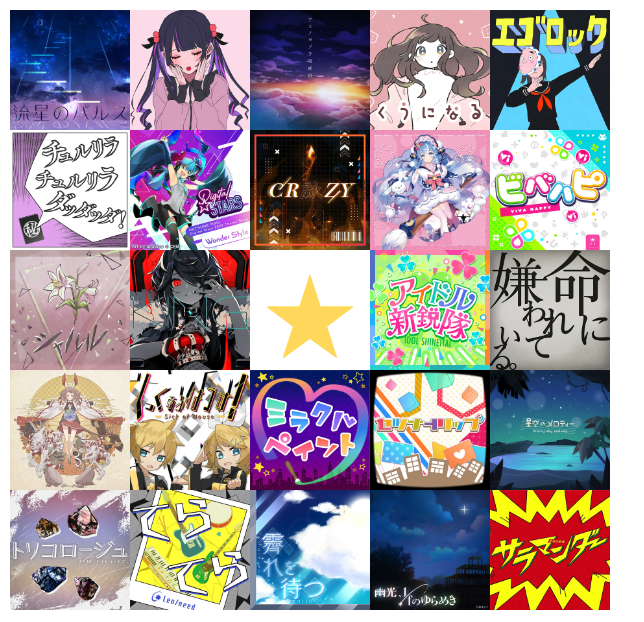 流星のパルス
くうになる
エゴロック
チュルリラ
チュルリラ
ダッダッダ!
秘
Digital
STARS
Wonder Style
CRAZY
ビバハピ
VIVA HAPPY
シャルル
アイドル
新鋭隊
IDOL SHINEITAI
命に
嫌われて
いる。
ミラクル
ペイント
セツナトリップ
星空のメロディー
トリコロージュ
てらてら
Leo/need
霽れを待つ
幽光、1/fのゆらめき
サラマンダー